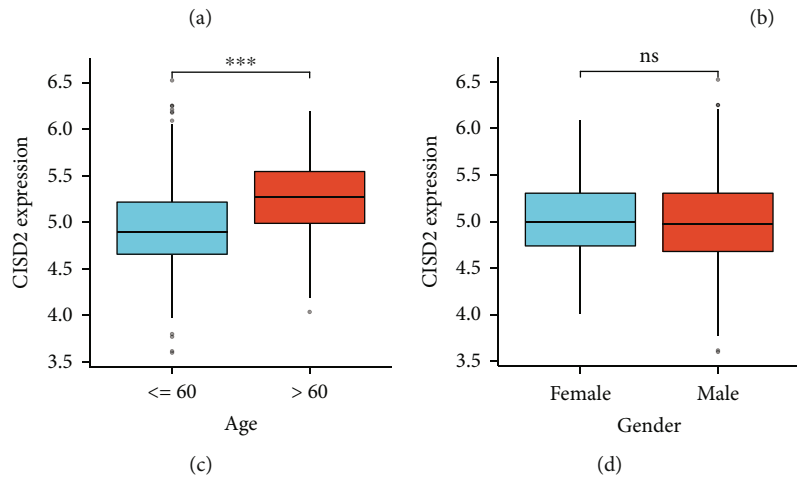 (a)
(b)
CISD2 expression
6.5
6.0
5.5
5.0
4.5
4.0
3.5
***
<= 60
> 60
Age
(c)
CISD2 expression
6.5
6.0
5.5
5.0
4.5
4.0
3.5
ns
Female
Male
Gender
(d)